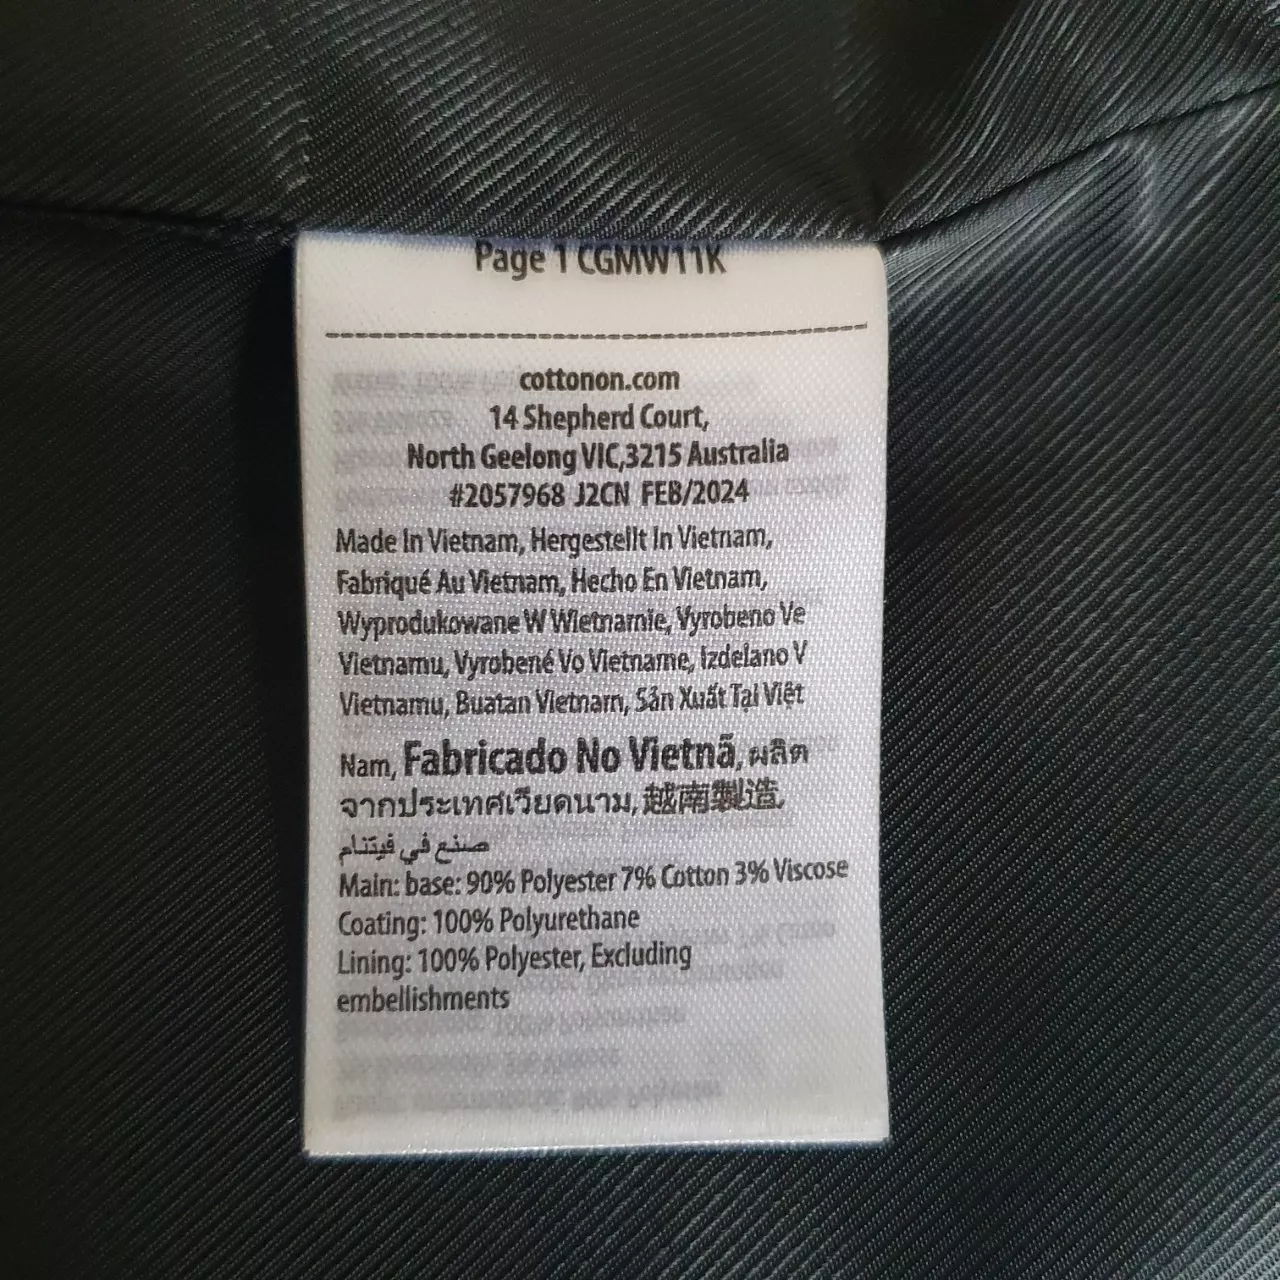 Page 1 CGMW11K
cottonon.com
14 Shepherd Court,
North Geelong VIC,3215 Australia
#2057968 J2CN FEB/2024
Made In Vietnam, Hergestellt In Vietnam,
Fabriqué Au Vietnam, Hecho En Vietnam,
Wyprodukowane W Wietnamie, Vyrobeno Ve
Vietnamu, Vyrobené Vo Vietname, Izdelano V
Vietnamu, Buatan Vietnam, Sản Xuất Tại Việt
Nam, Fabricado No Vietnã, ผลิต
จากประเทศเวียดนาม, 越南製造,
صنع في فيتنام
Main: base: 90% Polyester 7% Cotton 3% Viscose
Coating: 100% Polyurethane
Lining: 100% Polyester, Excluding
embellishments